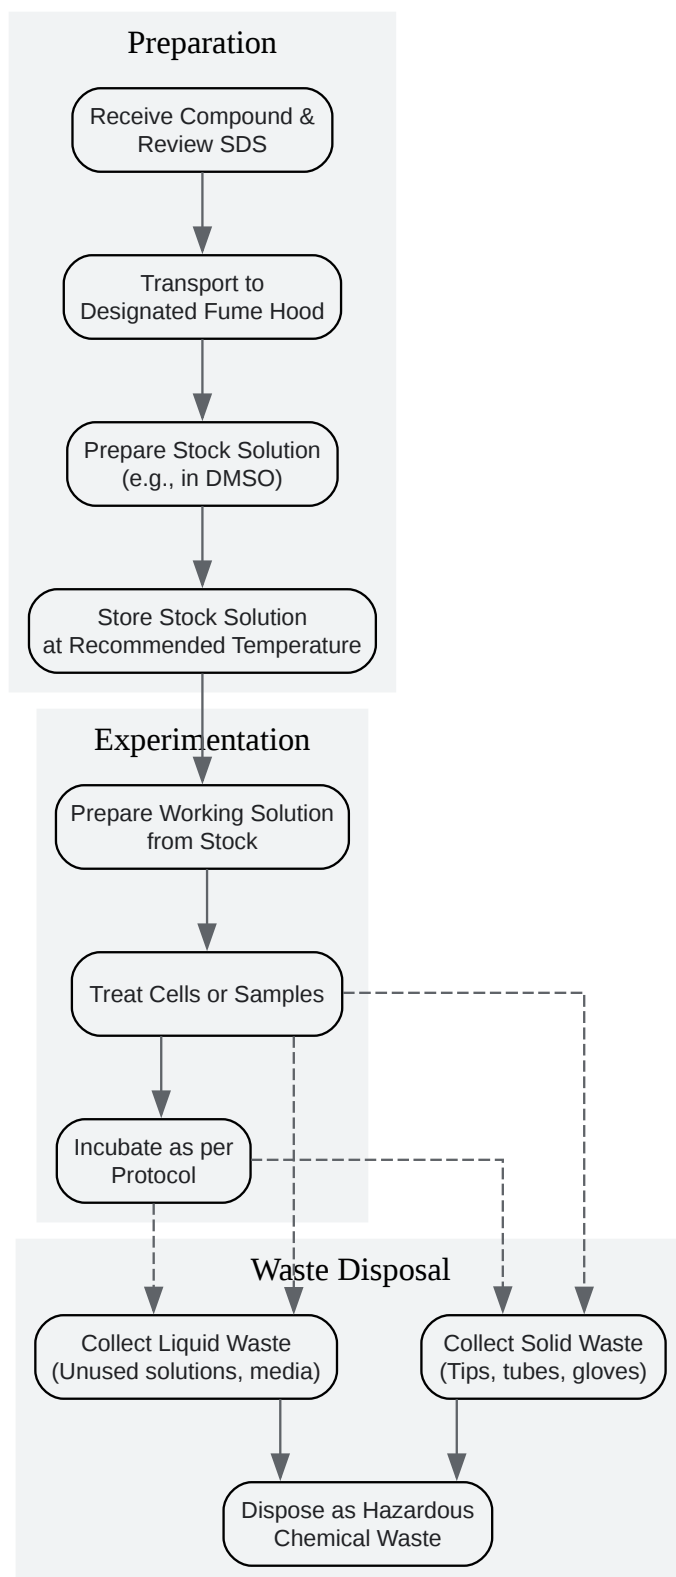 Preparation
Receive Compound &
Review SDS
Transport to
Designated Fume Hood
Prepare Stock Solution
(e.g., in DMSO)
Store Stock Solution
at Recommended Temperature
Experimentation
Prepare Working Solution
from Stock
Treat Cells or Samples
Incubate as per
Protocol
Waste Disposal
Collect Liquid Waste
(Unused solutions, media)
Collect Solid Waste
(Tips, tubes, gloves)
Dispose as Hazardous
Chemical Waste